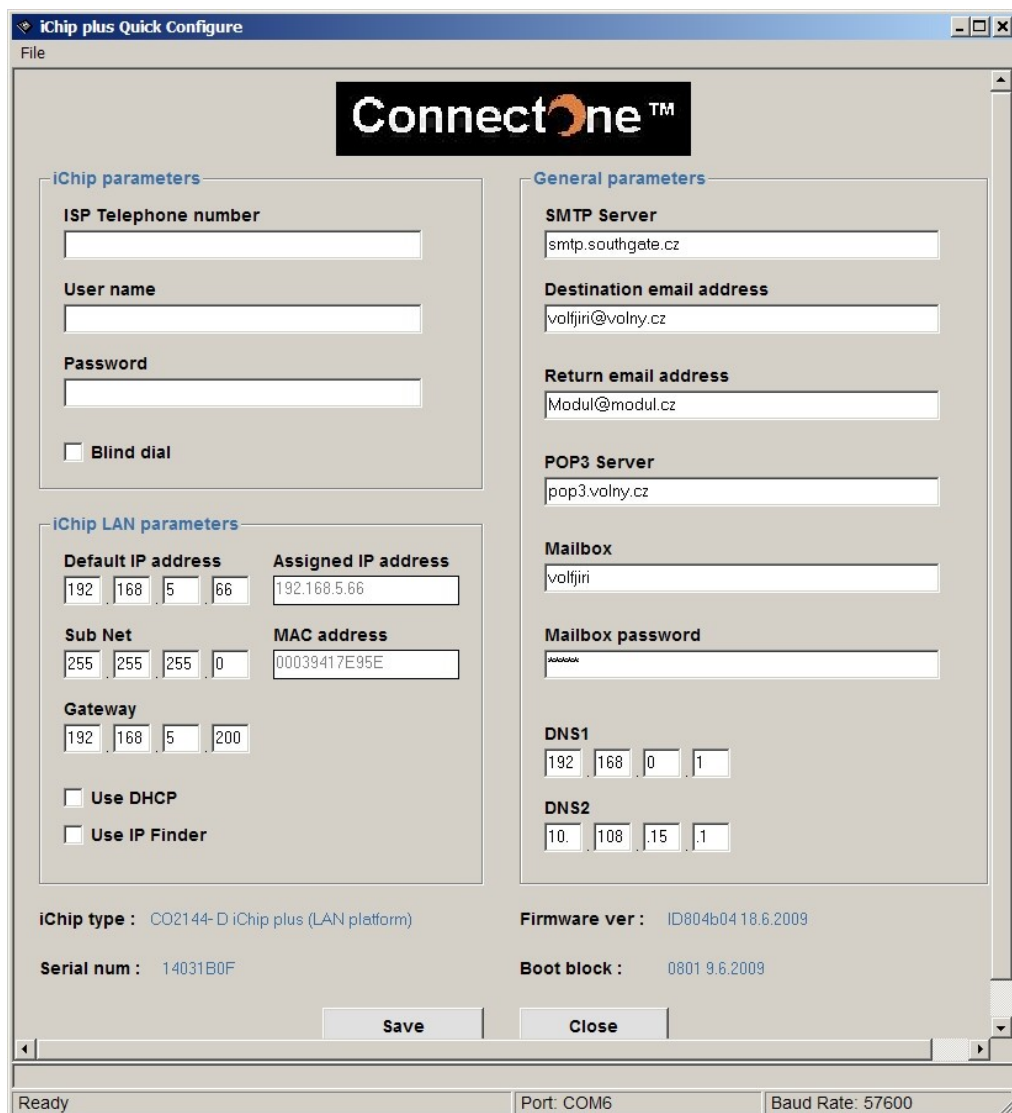 iChip plus Quick Configure
File
ConnectOne™
iChip parameters
ISP Telephone number
User name
Password
Blind dial
iChip LAN parameters
Default IP address Assigned IP address
192 . 168 . 5 . 66 192.168.5.66
Sub Net MAC address
255 . 255 . 255 . 0 00039417E95E
Gateway
192 . 168 . 5 . 200
Use DHCP
Use IP Finder
General parameters
SMTP Server
smtp.southgate.cz
Destination email address
volfjiri@volny.cz
Return email address
Modul@modul.cz
POP3 Server
pop3.volny.cz
Mailbox
volfjiri
Mailbox password
*****
DNS1
192 . 168 . 0 . 1
DNS2
10. . 108 . .15 . .1
iChip type : CO2144- D iChip plus (LAN platform)
Firmware ver : ID804b04 18.6.2009
Serial num : 14031B0F
Boot block : 0801 9.6.2009
Save Close
Ready Port: COM6 Baud Rate: 57600